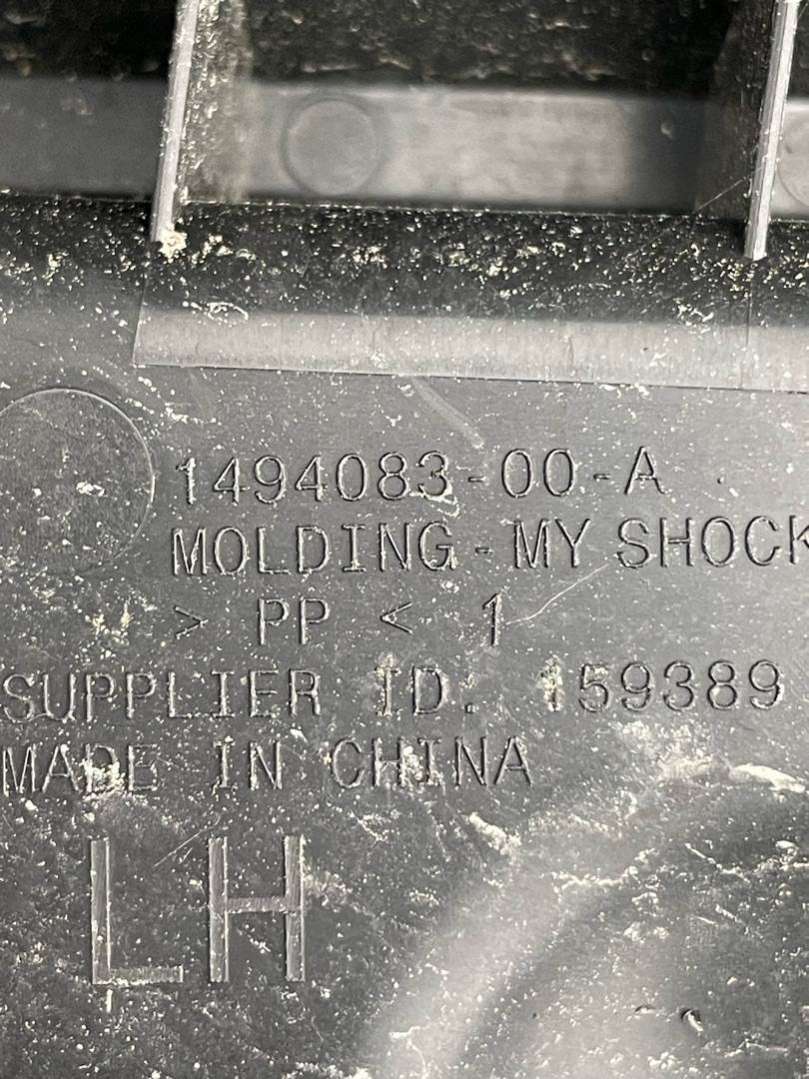 1494083-00-A
MOLDING - MY SHOCK
> PP < 1
SUPPLIER ID: 159389
MADE IN CHINA
LH